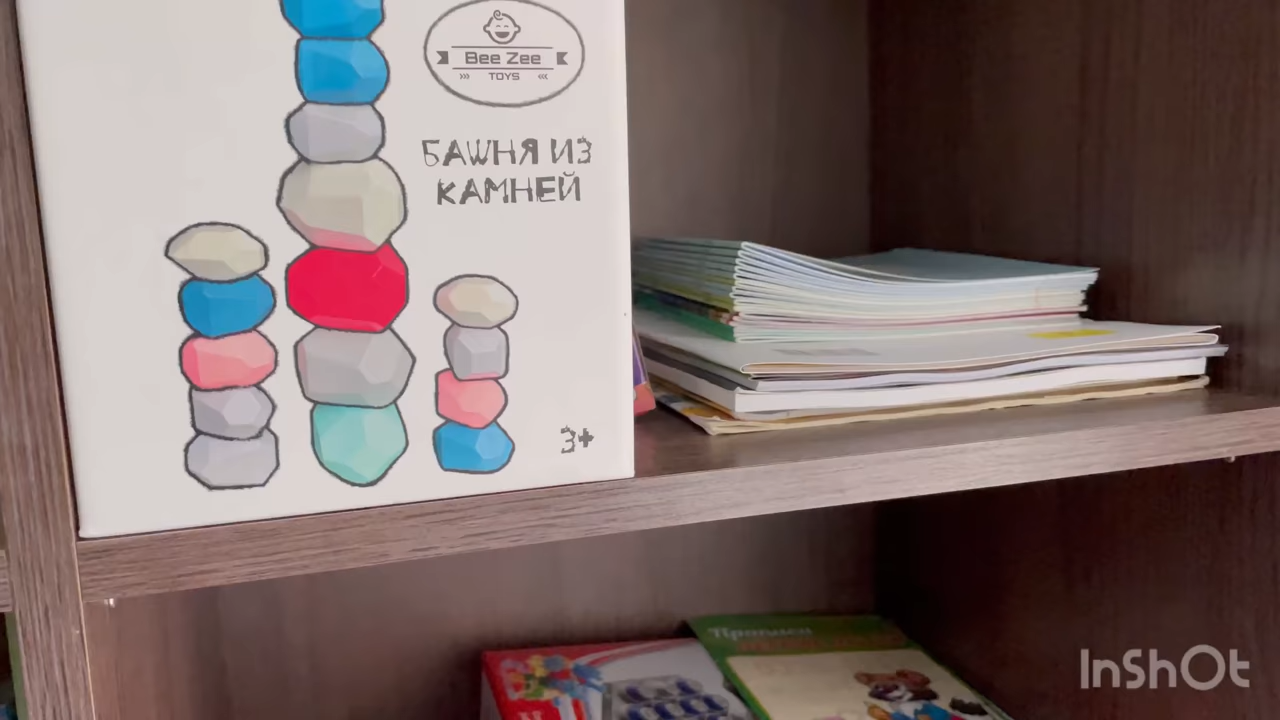 Bee Zee
TOYS
БАШНЯ ИЗ
КАМНЕЙ
3+
Прописи
InShOt